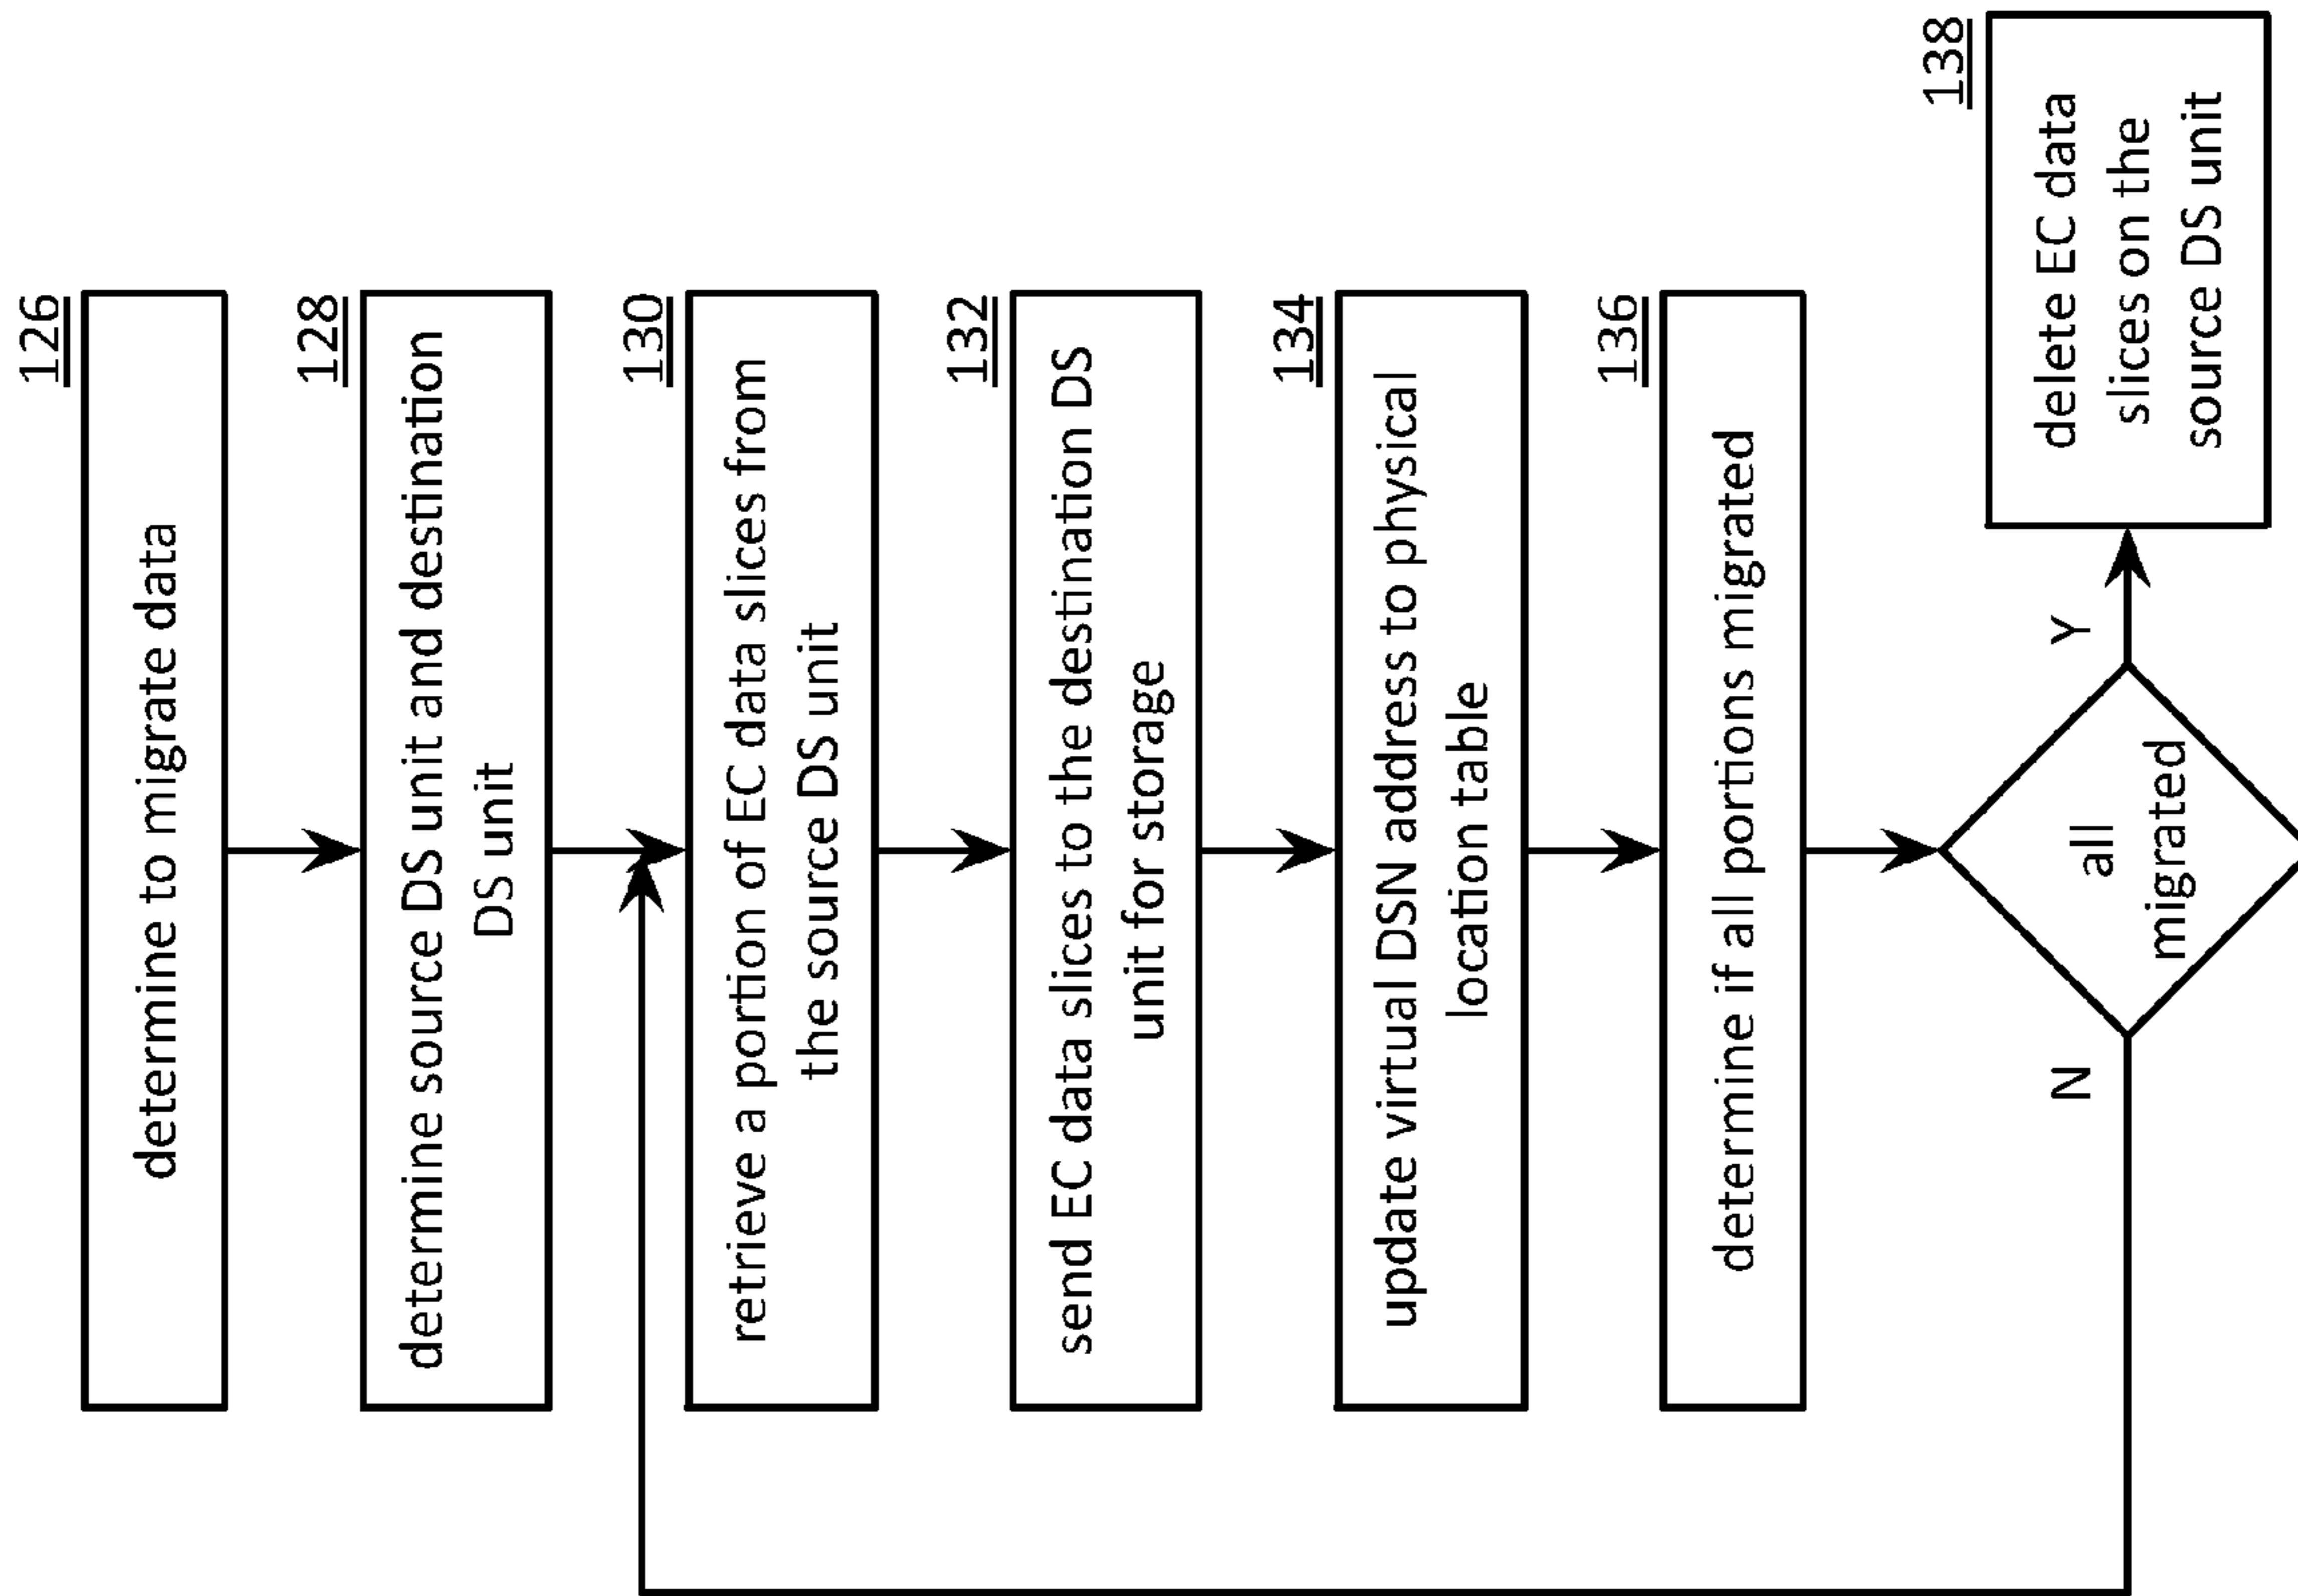 126
determine to migrate data
128
determine source DS unit and destination
DS unit
130
retrieve a portion of EC data slices from
the source DS unit
132
send EC data slices to the destination DS
unit for storage
134
update virtual DSN address to physical
location table
136
determine if all portions migrated
all
migrated
N
Y
138
delete EC data
slices on the
source DS unit